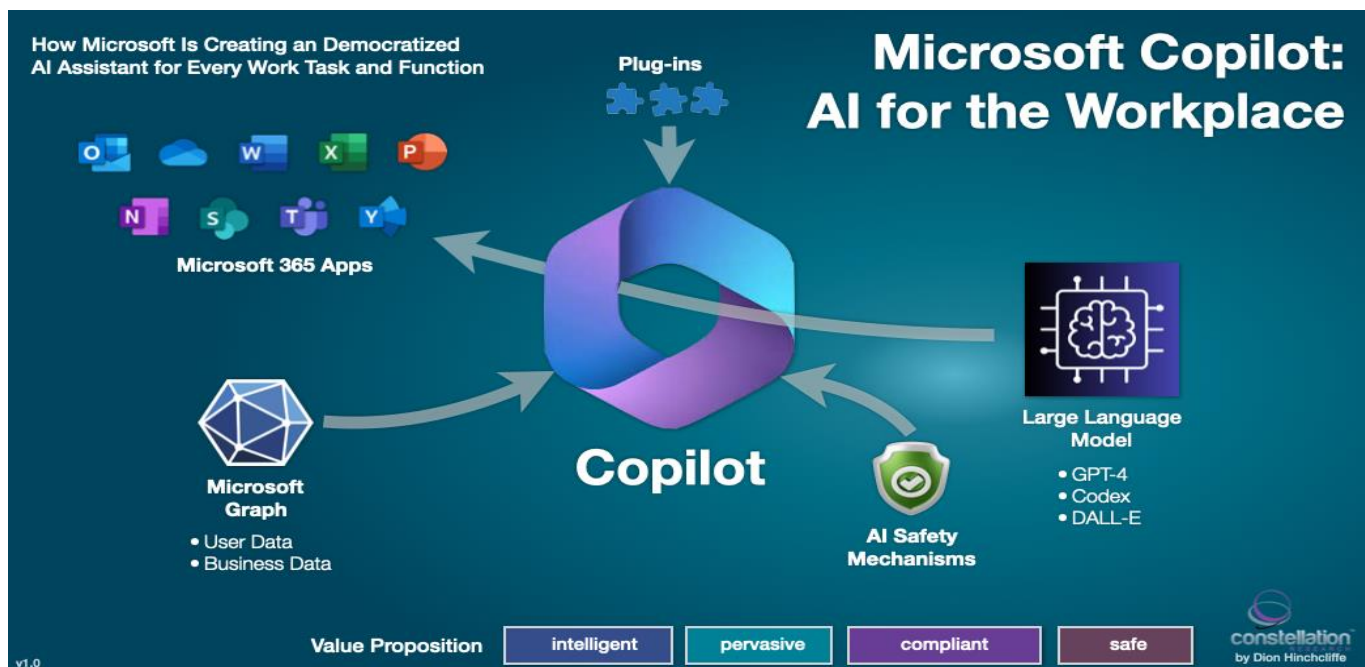 How Microsoft Is Creating an Democratized
AI Assistant for Every Work Task and Function
Microsoft Copilot:
AI for the Workplace
Plug-ins
O
W
X
P
N
S
T
Y
Microsoft 365 Apps
Large Language
Model
• GPT-4
• Codex
• DALL-E
Copilot
Microsoft
Graph
• User Data
• Business Data
AI Safety
Mechanisms
Value Proposition
intelligent
pervasive
compliant
safe
constellation™
RESEARCH
by Dion Hinchcliffe
v1.0